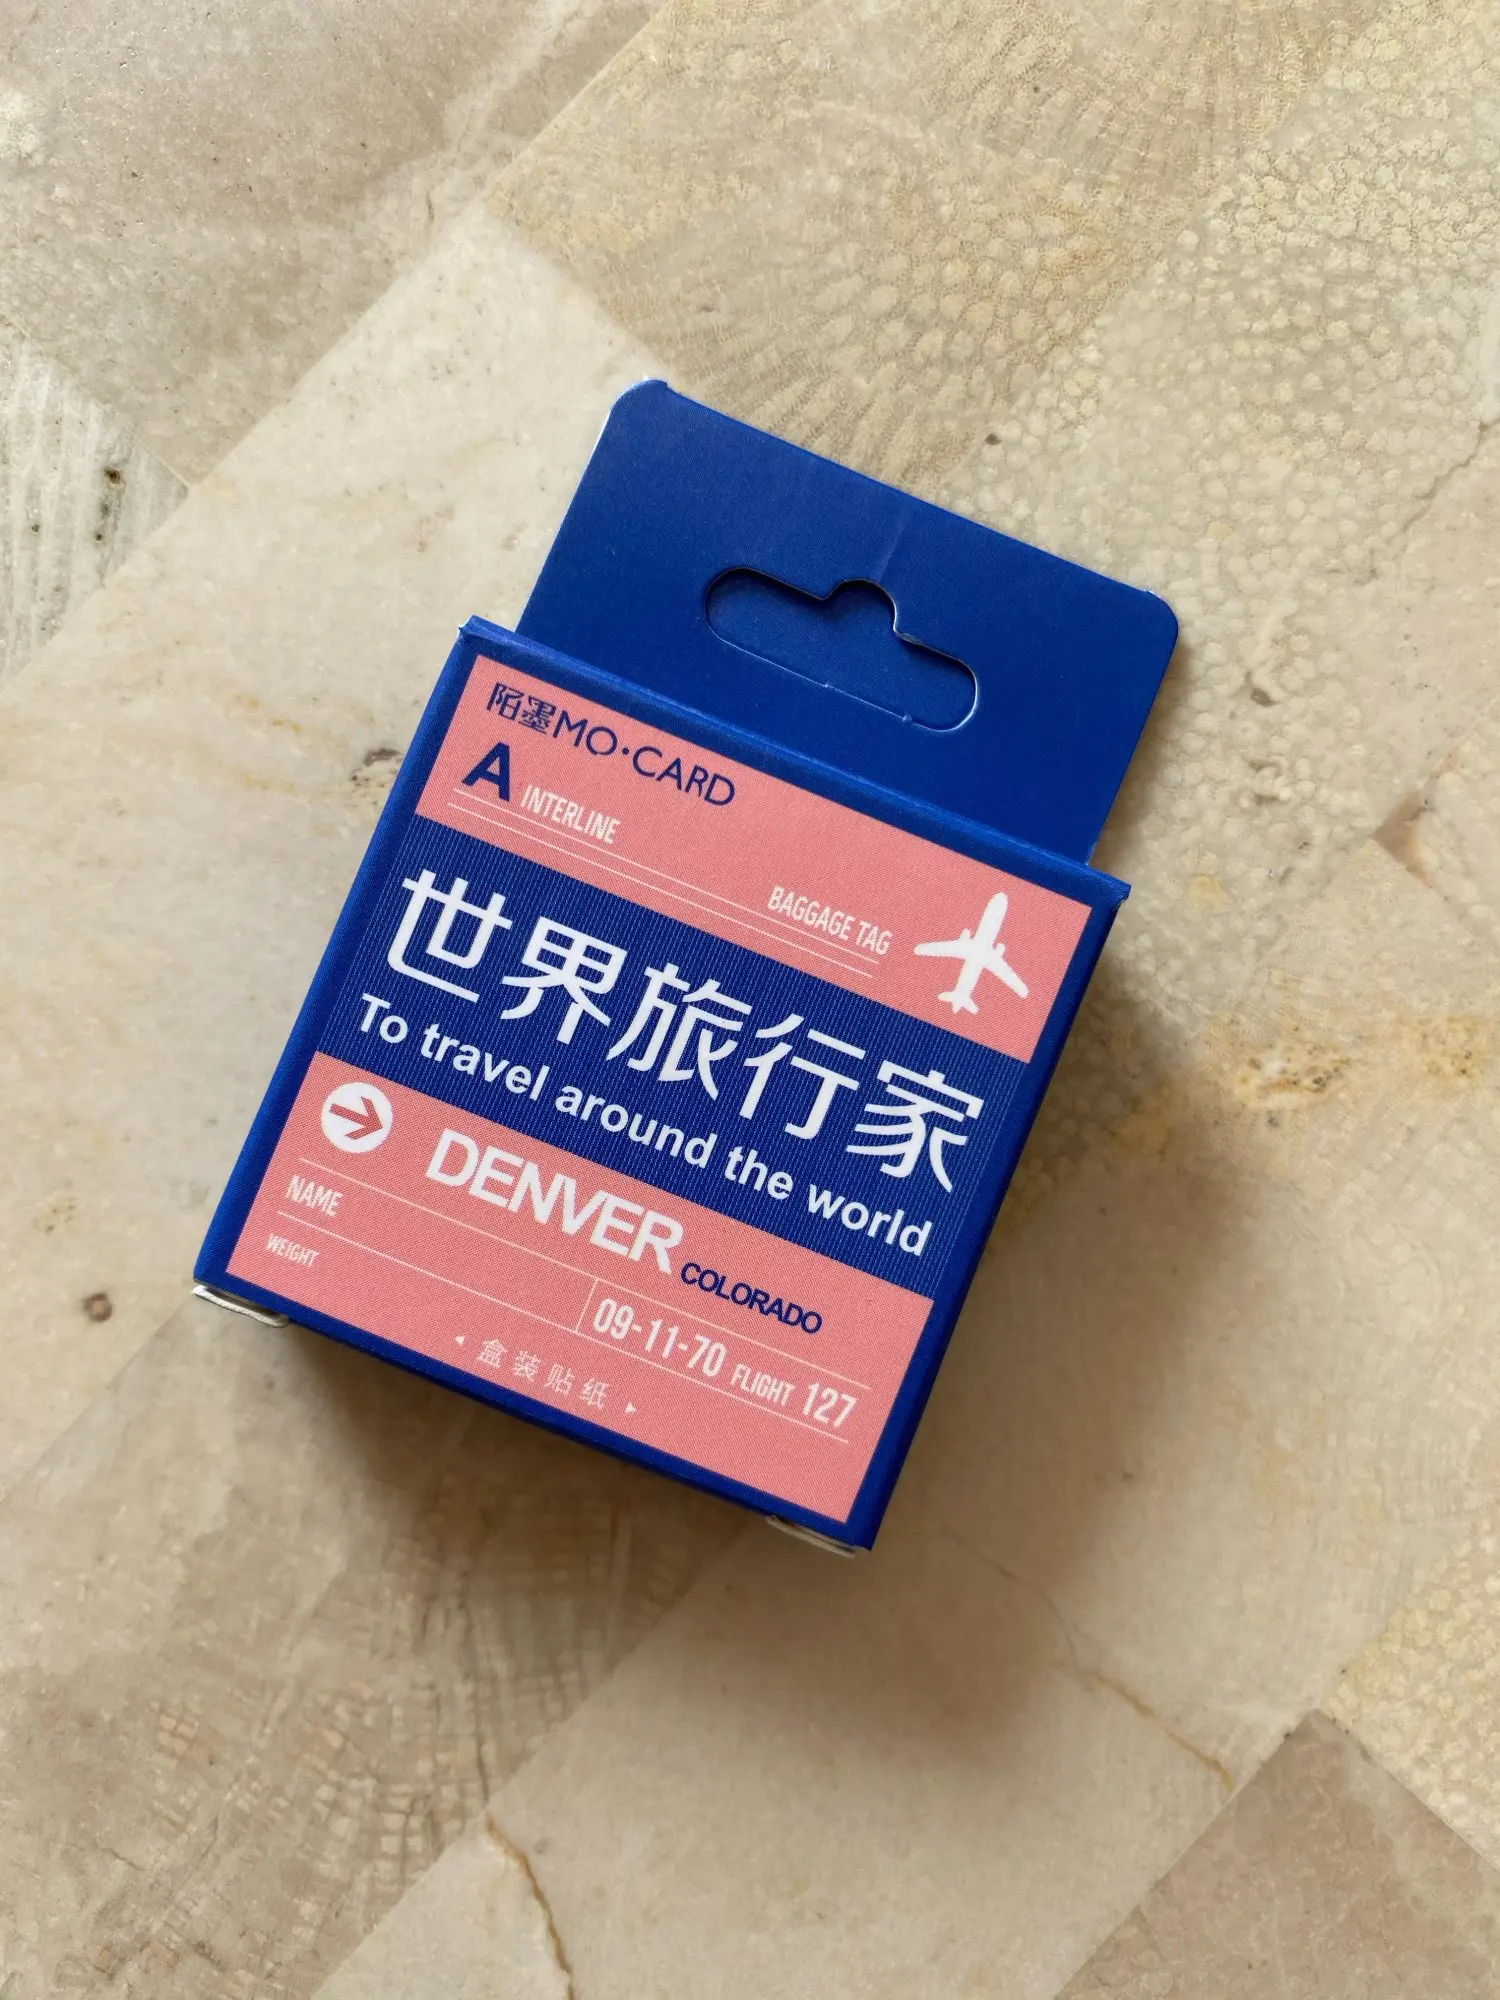 陌墨MO·CARD
A INTERLINE
BAGGAGE TAG
世界旅行家
To travel around the world
DENVER COLORADO
NAME
WEIGHT
09-11-70 FLIGHT 127
◂ 盒装贴纸 ▸